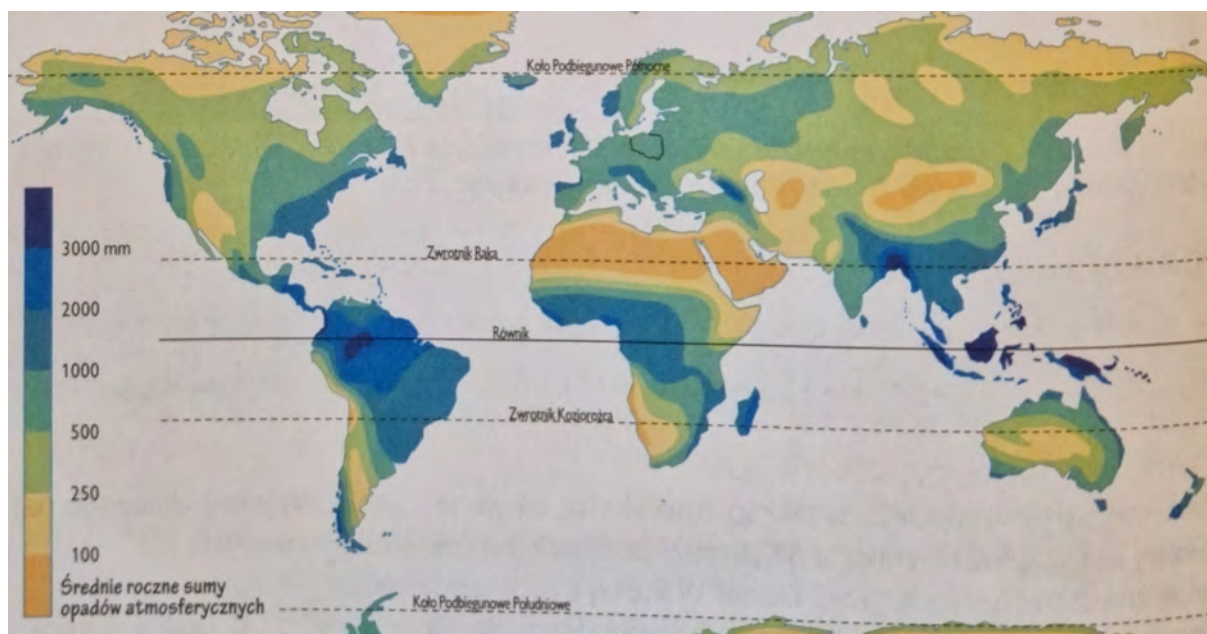 Koło Podbiegunowe Północne
Zwrotnik Raka
Równik
Zwrotnik Koziorożca
Koło Podbiegunowe Południowe
3000 mm
2000
1000
500
250
100
Średnie roczne sumy
opadów atmosferycznych